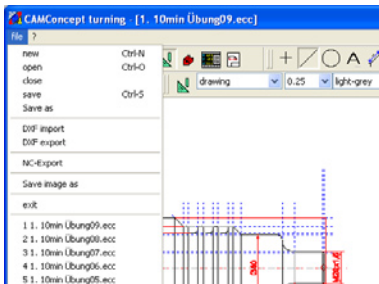 CAMConcept turning - [1. 10min Übung09.ecc]
file ?
new Ctrl-N
open Ctrl-O
close
save Ctrl-S
Save as
DXF import
DXF export
NC-Export
Save image as
exit
1 1. 10min Übung09.ecc
2 1. 10min Übung08.ecc
3 1. 10min Übung07.ecc
4 1. 10min Übung06.ecc
5 1. 10min Übung05.ecc
drawing 0.25 light-grey
A